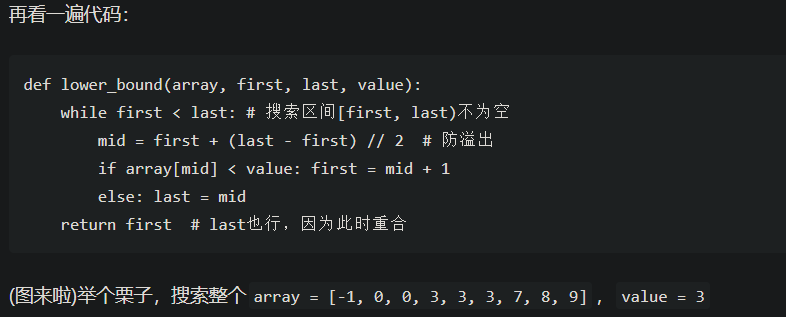 再看一遍代码：
def lower_bound(array, first, last, value):
    while first < last: # 搜索区间[first, last)不为空
        mid = first + (last - first) // 2  # 防溢出
        if array[mid] < value: first = mid + 1
        else: last = mid
    return first  # last也行，因为此时重合
(图来啦)举个栗子，搜索整个 array = [-1, 0, 0, 3, 3, 3, 7, 8, 9] ， value = 3